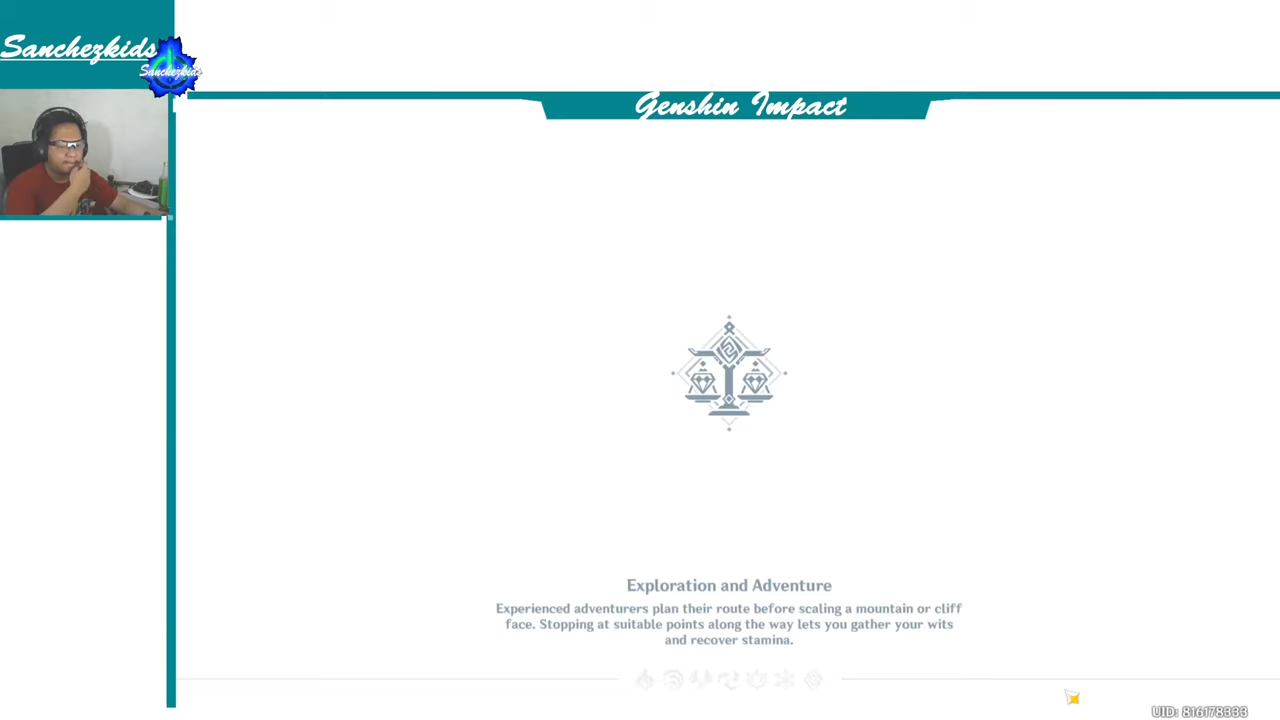 Sanchezkids
Sanchezkids
Genshin Impact
Exploration and Adventure
Experienced adventurers plan their route before scaling a mountain or cliff
face. Stopping at suitable points along the way lets you gather your wits
and recover stamina.
UID: 816178333